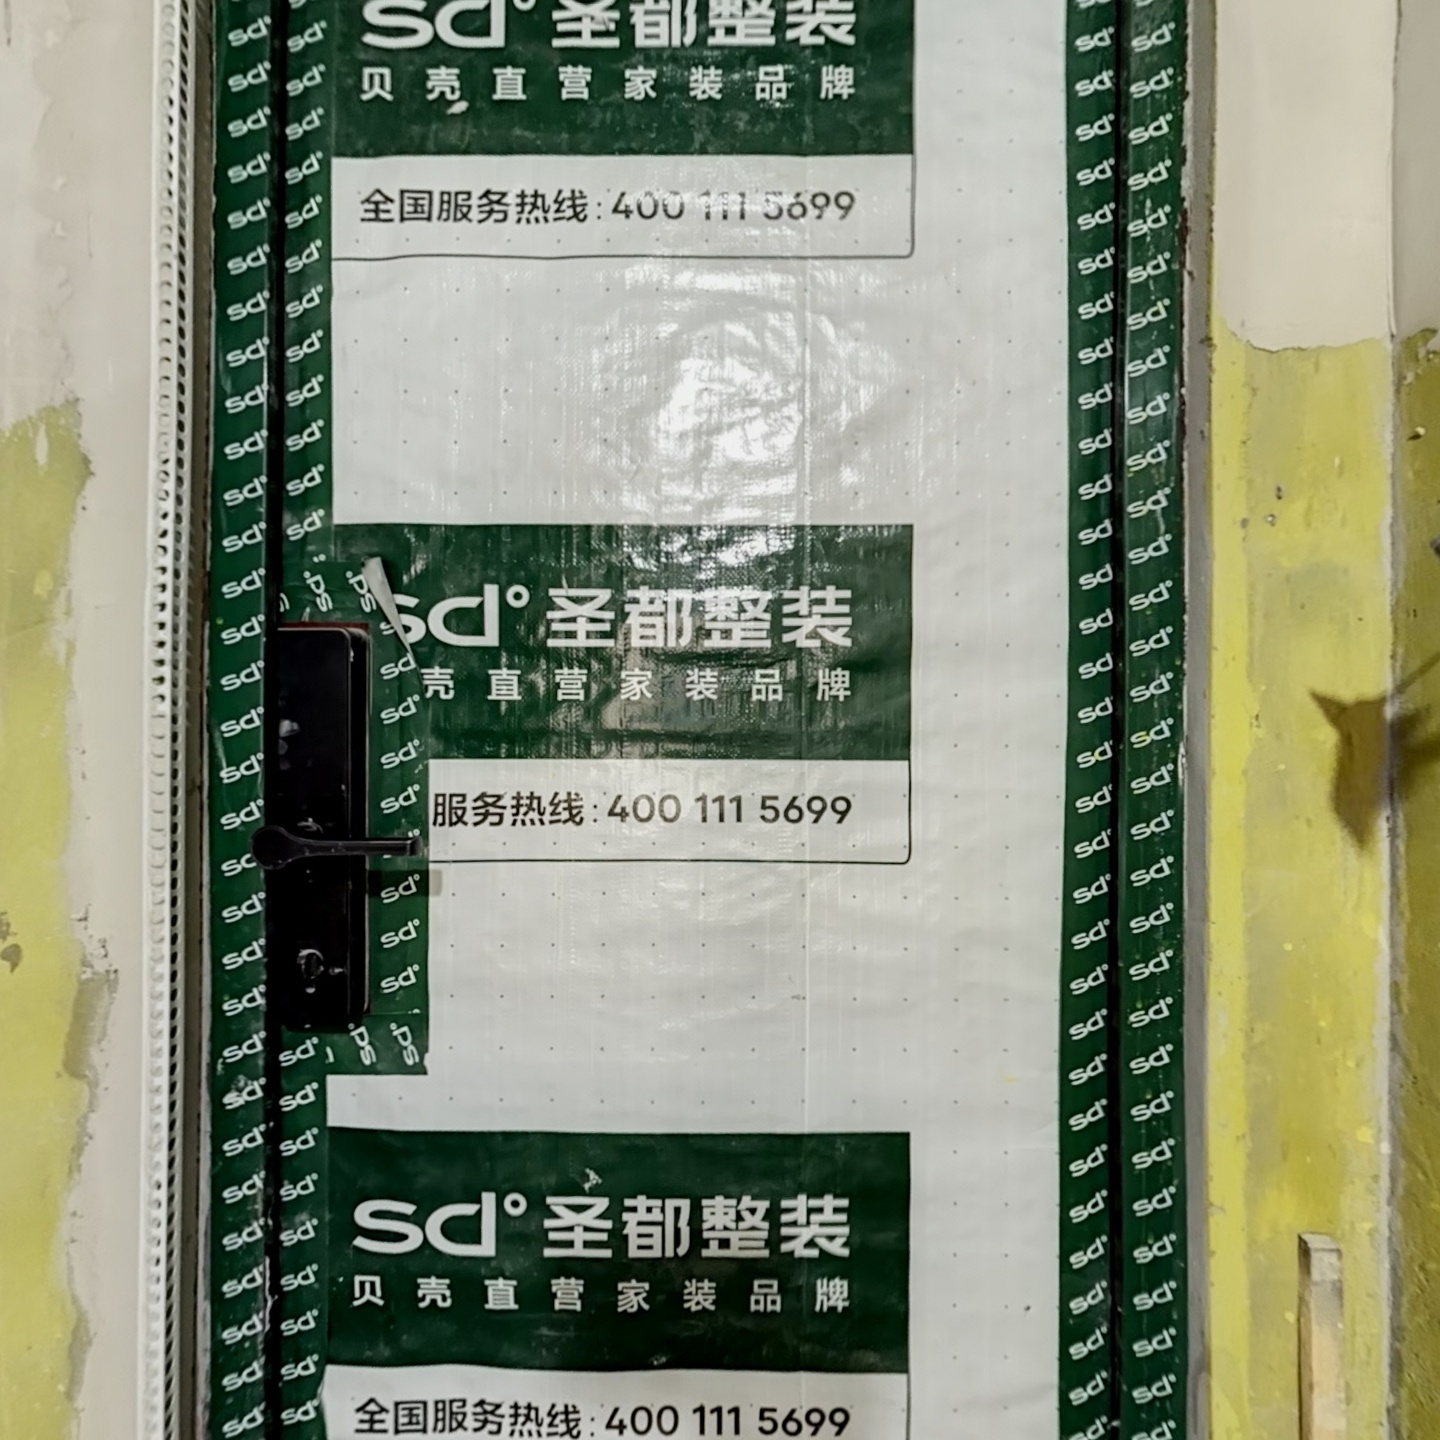 sd° 圣都整装
贝壳直营家装品牌
全国服务热线:400 111 5699
sd° 圣都整装
壳直营家装品牌
服务热线:400 111 5699
sd° 圣都整装
贝壳直营家装品牌
全国服务热线:400 111 5699